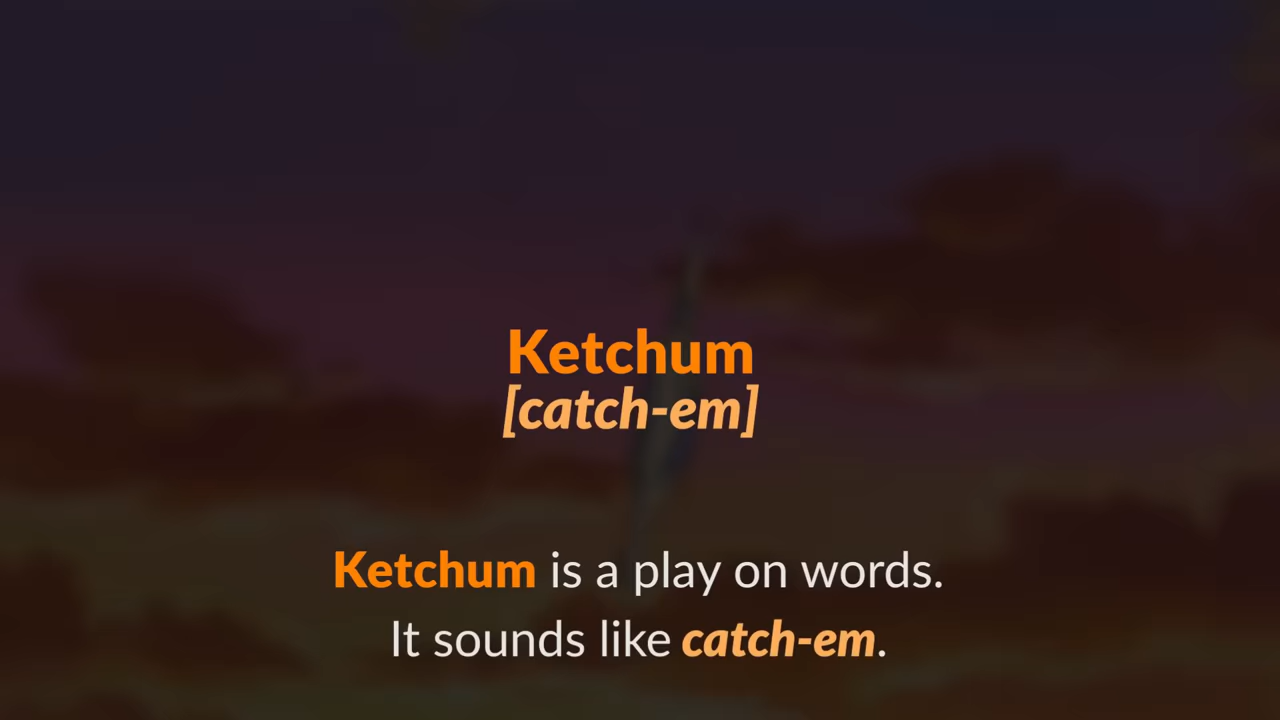 Ketchum
[catch-em]
Ketchum is a play on words.
It sounds like catch-em.